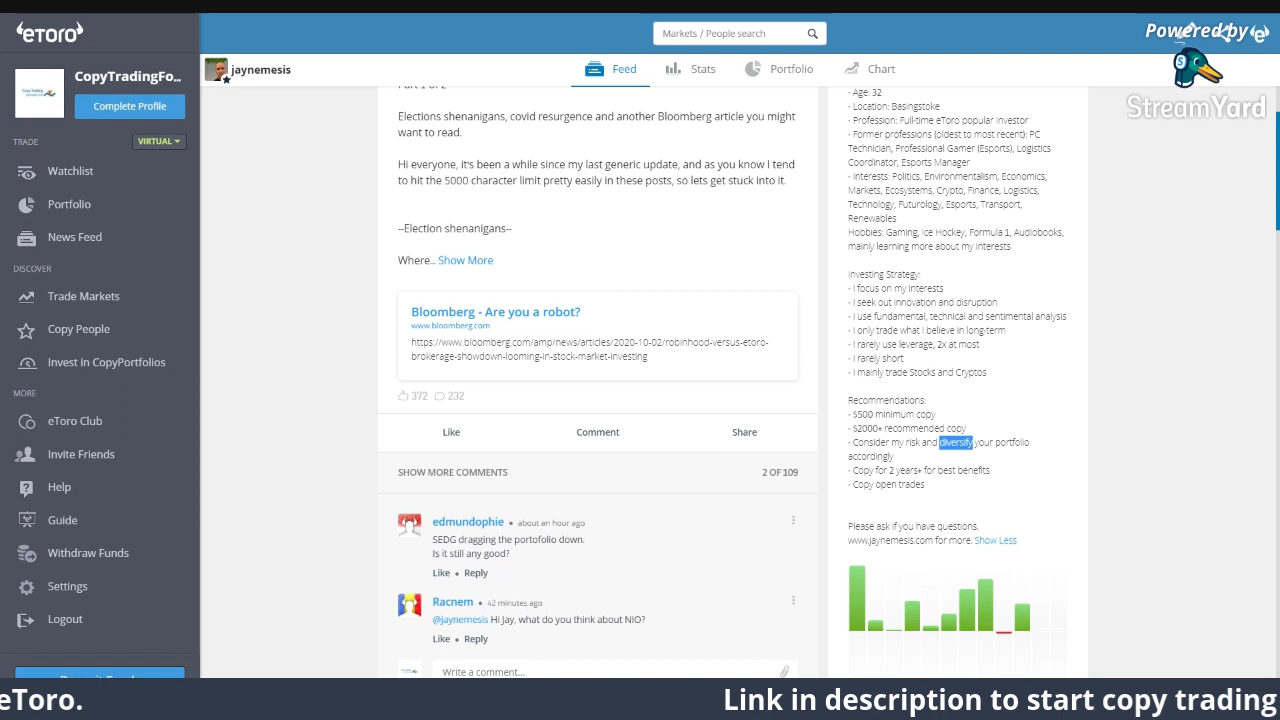 eToro
Markets / People search
Powered by
StreamYard
CopyTradingFo...
Complete Profile
TRADE
VIRTUAL
Watchlist
Portfolio
News Feed
DISCOVER
Trade Markets
Copy People
Invest in CopyPortfolios
MORE
eToro Club
Invite Friends
Help
Guide
Withdraw Funds
Settings
Logout
jaynemesis
Feed
Stats
Portfolio
Chart
Elections shenanigans, covid resurgence and another Bloomberg article you might
want to read.
Hi everyone, it's been a while since my last generic update, and as you know I tend
to hit the 5000 character limit pretty easily in these posts, so lets get stuck into it.
--Election shenanigans--
Where... Show More
Bloomberg - Are you a robot?
www.bloomberg.com
https://www.bloomberg.com/amp/news/articles/2020-10-02/robinhood-versus-etoro-
brokerage-showdown-looming-in-stock-market-investing
372 232
Like Comment Share
SHOW MORE COMMENTS 2 OF 109
edmundophie • about an hour ago
SEDG dragging the portofolio down.
Is it still any good?
Like • Reply
Racnem • 42 minutes ago
@jaynemesis Hi Jay, what do you think about NIO?
Like • Reply
Write a comment...
- Age: 32
- Location: Basingstoke
- Profession: Full-time eToro popular Investor
- Former professions (oldest to most recent): PC
Technician, Professional Gamer (Esports), Logistics
Coordinator, Esports Manager
- Interests: Politics, Environmentalism, Economics,
Markets, Ecosystems, Crypto, Finance, Logistics,
Technology, Futurology, Esports, Transport,
Renewables
Hobbies: Gaming, Ice Hockey, Formula 1, Audiobooks,
mainly learning more about my interests
Investing Strategy:
- I focus on my interests
- I seek out innovation and disruption
- I use fundamental, technical and sentimental analysis
- I only trade what I believe in long-term
- I rarely use leverage, 2x at most
- I rarely short
- I mainly trade Stocks and Cryptos
Recommendations:
- $500 minimum copy
- $2000+ recommended copy
- Consider my risk and diversify your portfolio
accordingly
- Copy for 2 years+ for best benefits
- Copy open trades
Please ask if you have questions.
www.jaynemesis.com for more. Show Less
eToro. Link in description to start copy trading